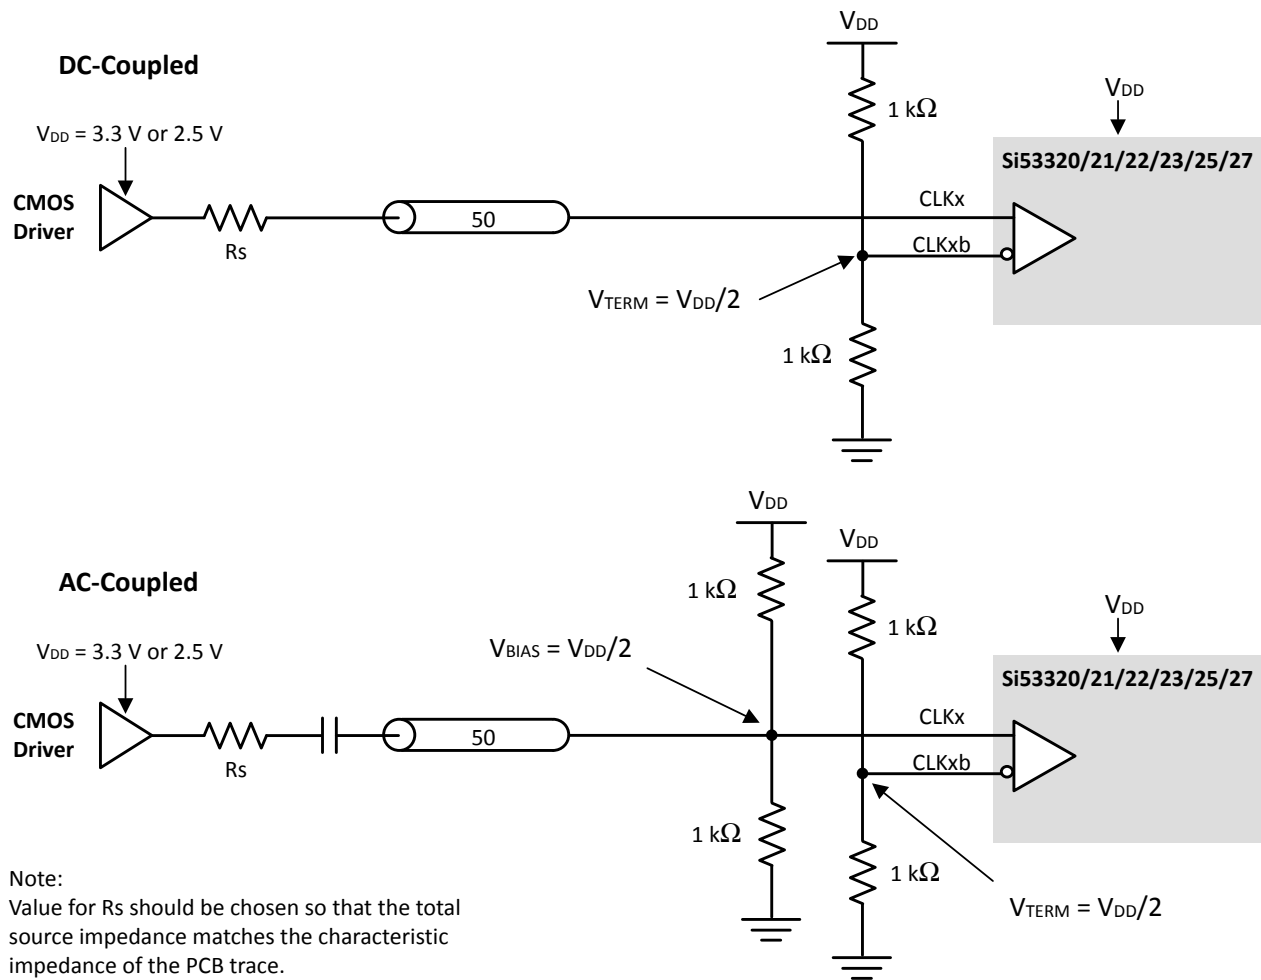 VDD
DC-Coupled
1 kΩ
VDD
VDD = 3.3 V or 2.5 V
Si53320/21/22/23/25/27
CMOS
Driver
Rs
50
CLKx
CLKxb
VTERM = VDD/2
1 kΩ
VDD
VDD
AC-Coupled
1 kΩ
1 kΩ
VDD
VDD = 3.3 V or 2.5 V
VBIAS = VDD/2
Si53320/21/22/23/25/27
CMOS
Driver
Rs
50
CLKx
CLKxb
1 kΩ
1 kΩ
VTERM = VDD/2
Note:
Value for Rs should be chosen so that the total
source impedance matches the characteristic
impedance of the PCB trace.